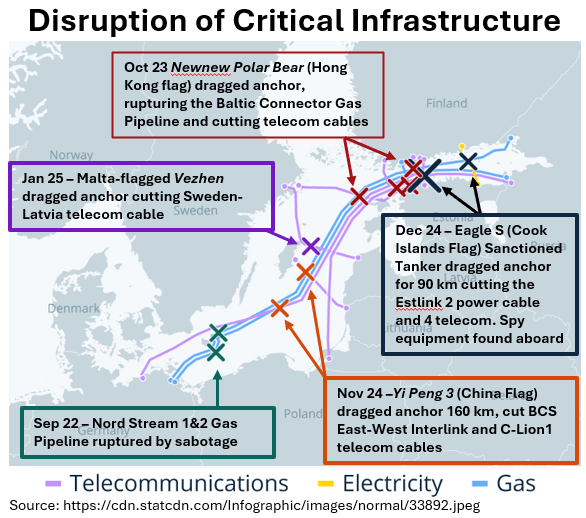 Disruption of Critical Infrastructure
Oct 23 Newnew Polar Bear (Hong
Kong flag) dragged anchor,
rupturing the Baltic Connector Gas
Pipeline and cutting telecom cables
Finland
Norway
Jan 25 – Malta-flagged Vezhen
dragged anchor cutting Sweden-
Latvia telecom cable
Sweden
Estonia
Dec 24 – Eagle S (Cook
Islands Flag) Sanctioned
Tanker dragged anchor
for 90 km cutting the
Estlink 2 power cable
and 4 telecom. Spy
equipment found aboard
Russia
Latvia
Denmark
Lithuania
Nov 24 –Yi Peng 3 (China Flag)
dragged anchor 160 km, cut BCS
East-West Interlink and C-Lion1
telecom cables
Poland
Sep 22 – Nord Stream 1&2 Gas
Pipeline ruptured by sabotage
Germany
Telecommunications
Electricity
Gas
Source: https://cdn.statcdn.com/Infographic/images/normal/33892.jpeg